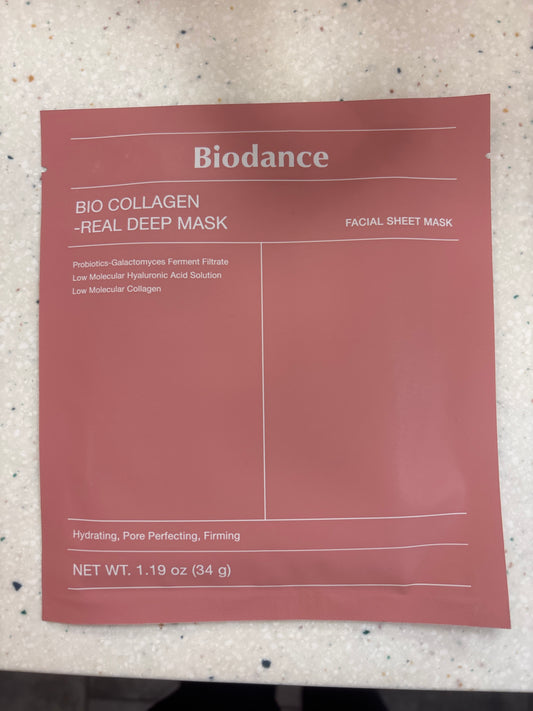 Biodance
BIO COLLAGEN
-REAL DEEP MASK
FACIAL SHEET MASK
Probiotics-Galactomyces Ferment Filtrate
Low Molecular Hyaluronic Acid Solution
Low Molecular Collagen
Hydrating, Pore Perfecting, Firming
NET WT. 1.19 oz (34 g)